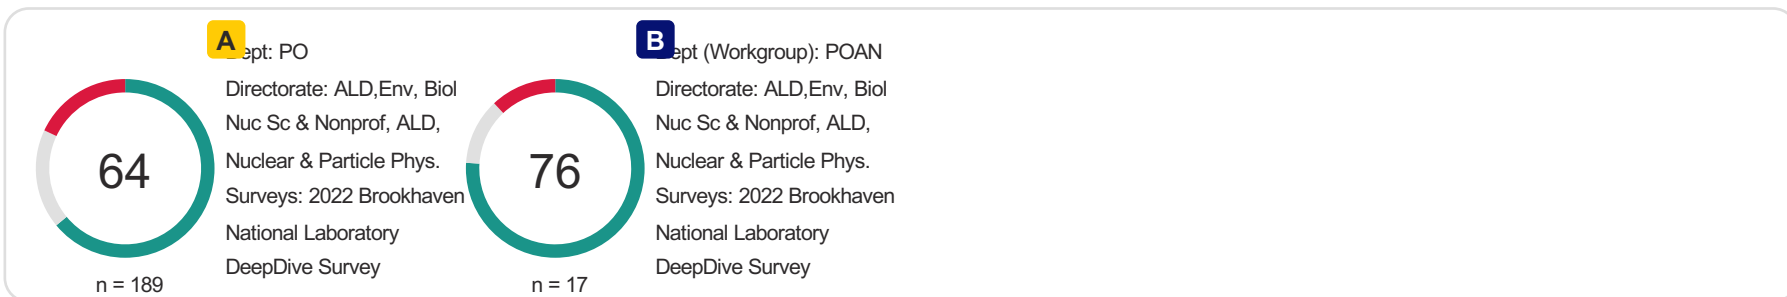 A
ept: PO
Directorate: ALD,Env, Biol
Nuc Sc & Nonprof, ALD,
Nuclear & Particle Phys.
Surveys: 2022 Brookhaven
National Laboratory
DeepDive Survey
64
n = 189
B
ept (Workgroup): POAN
Directorate: ALD,Env, Biol
Nuc Sc & Nonprof, ALD,
Nuclear & Particle Phys.
Surveys: 2022 Brookhaven
National Laboratory
DeepDive Survey
76
n = 17